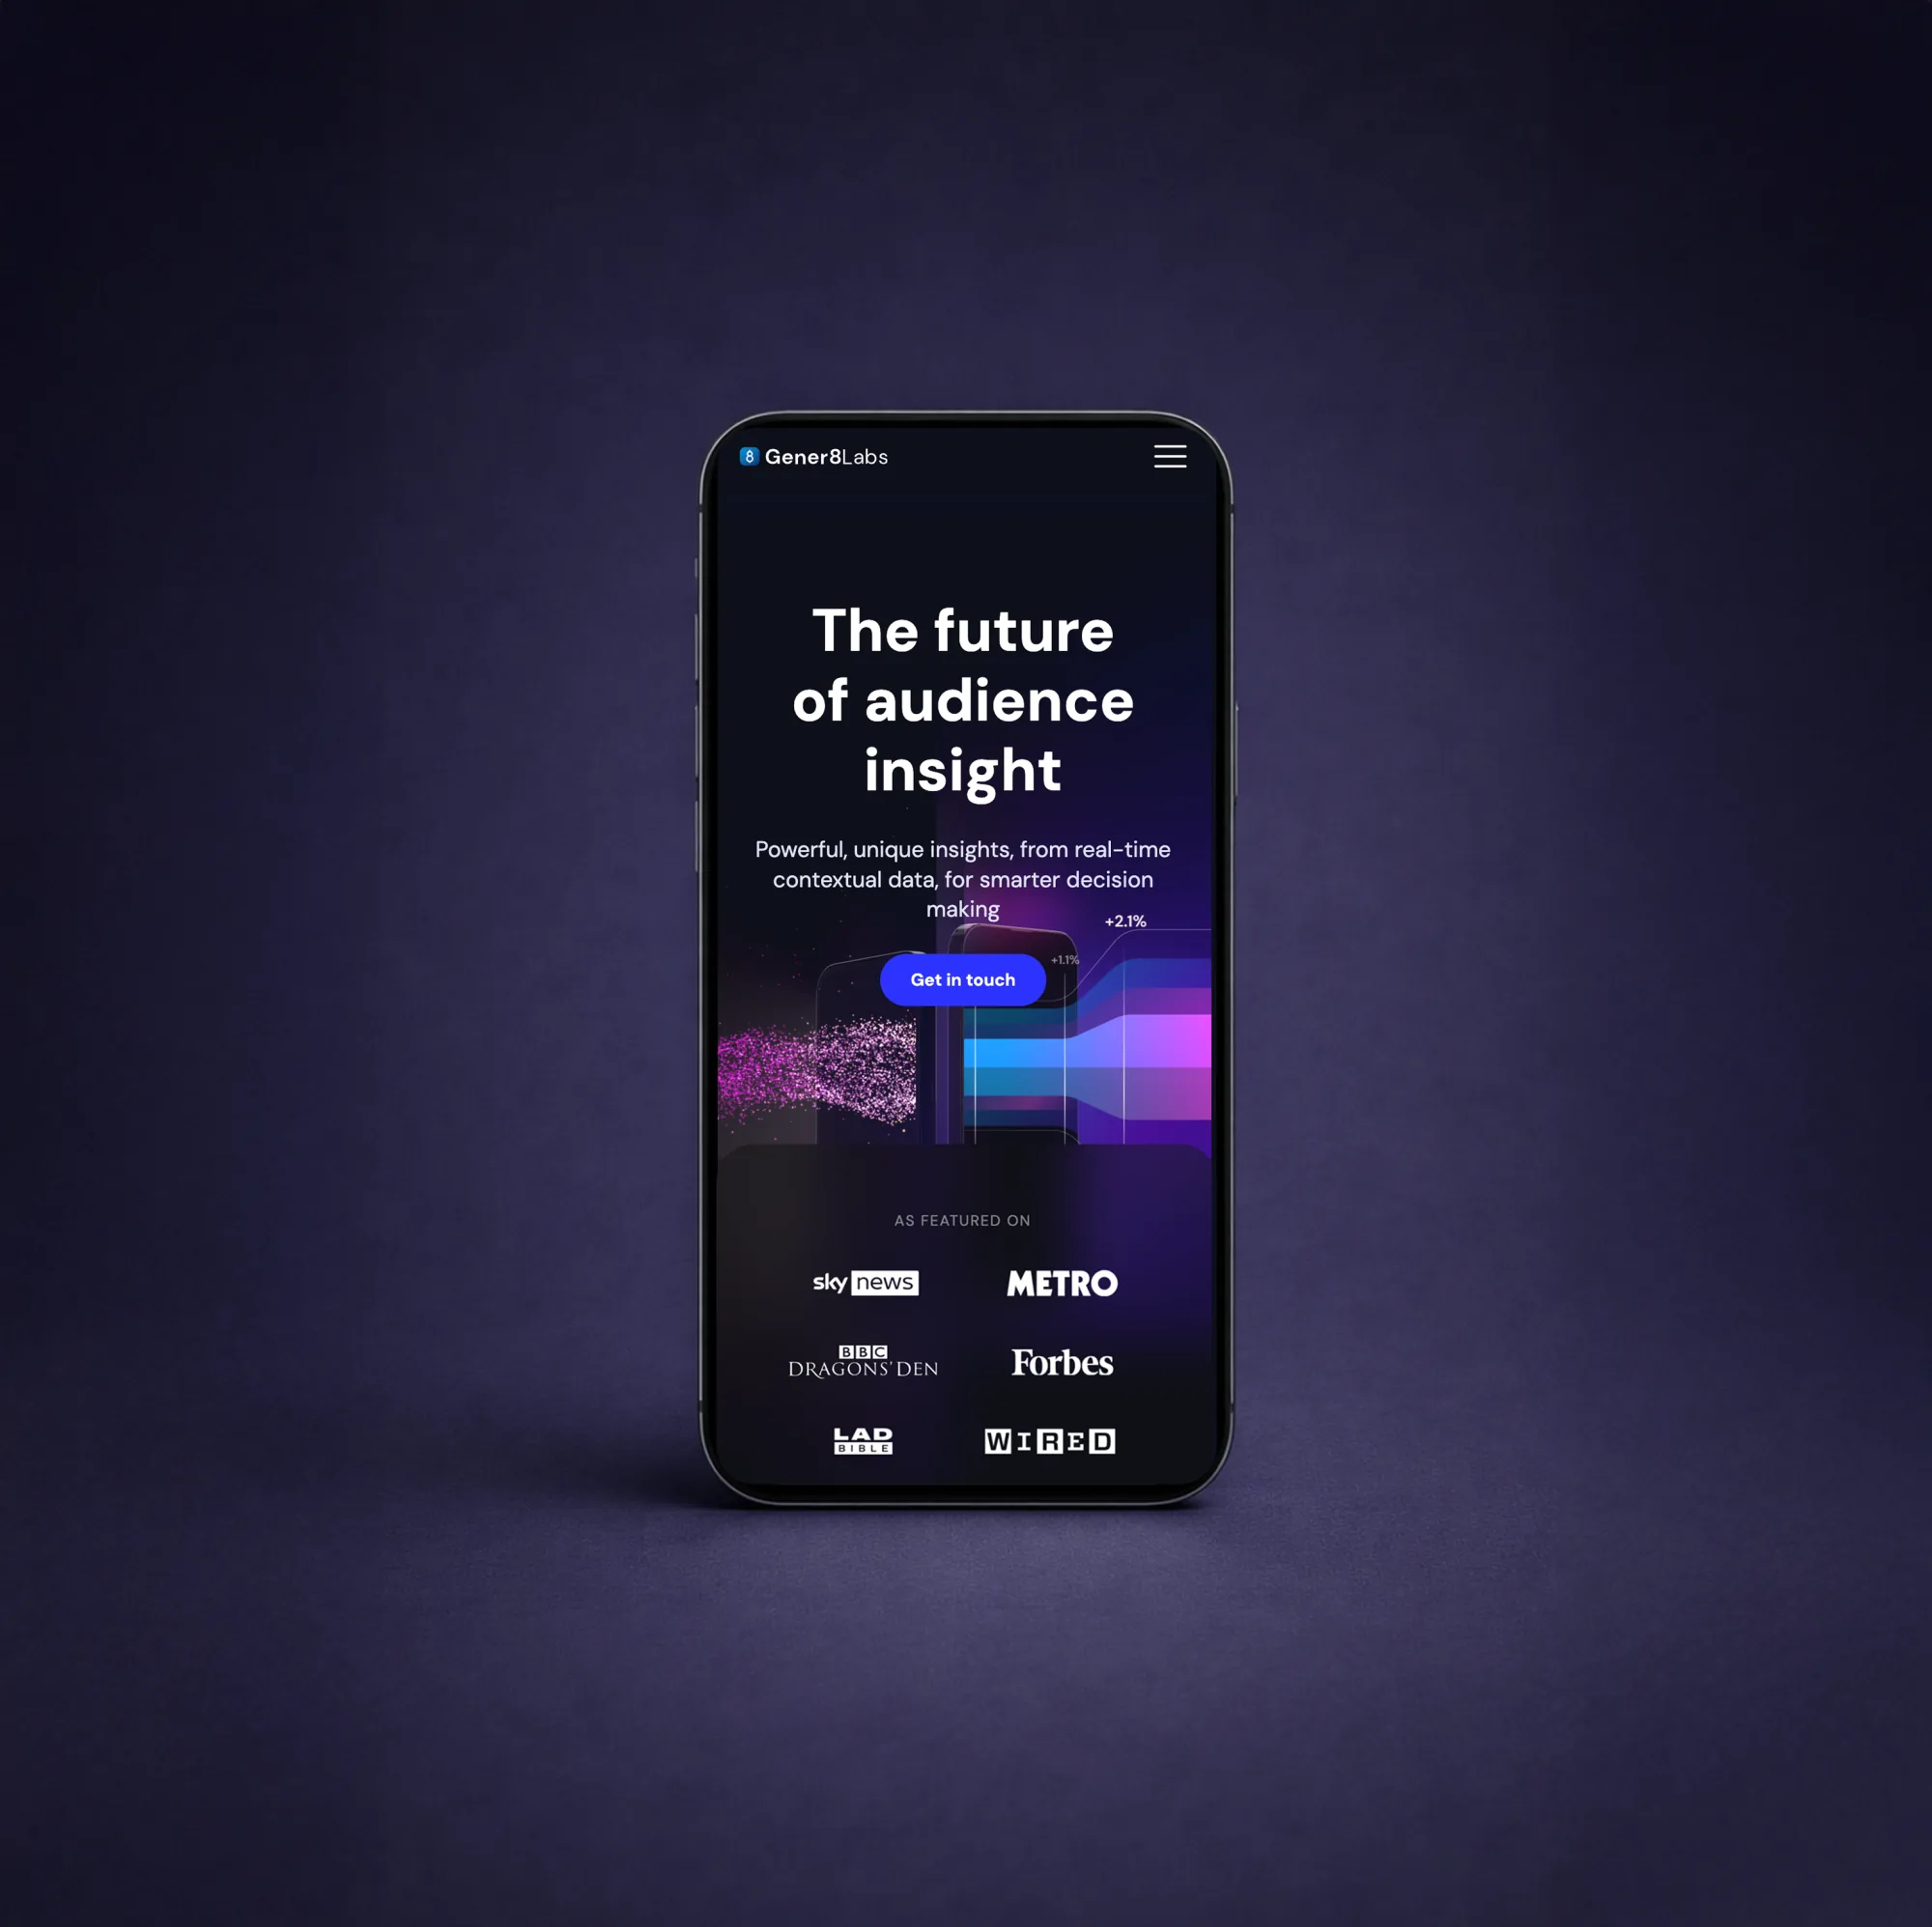 8 Gener8Labs
The future
of audience
insight
Powerful, unique insights, from real-time
contextual data, for smarter decision
making
+2.1%
+1.1%
Get in touch
AS FEATURED ON
sky news METRO
BBC
DRAGONS' DEN Forbes
LAD
BIBLE WIRED